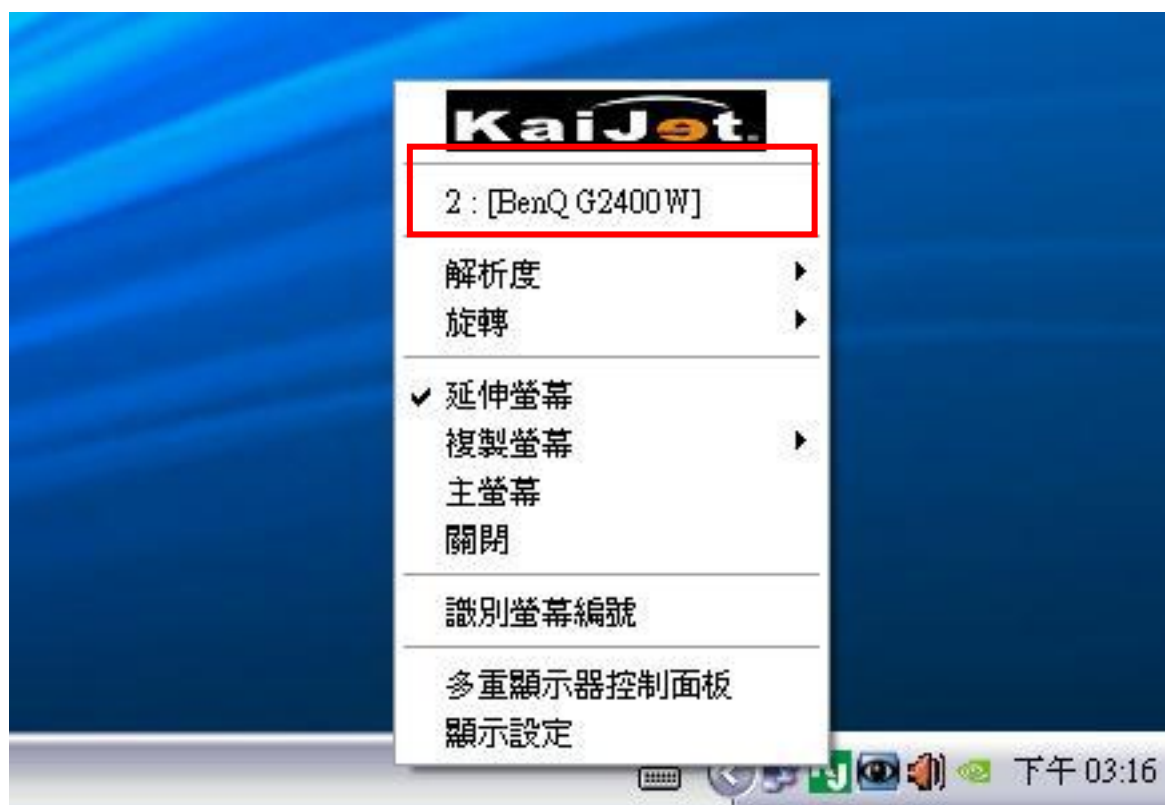 KaiJet.
2 : [BenQ G2400W]
解析度
旋轉
延伸螢幕
複製螢幕
主螢幕
關閉
識別螢幕編號
多重顯示器控制面板
顯示設定
下午 03:16